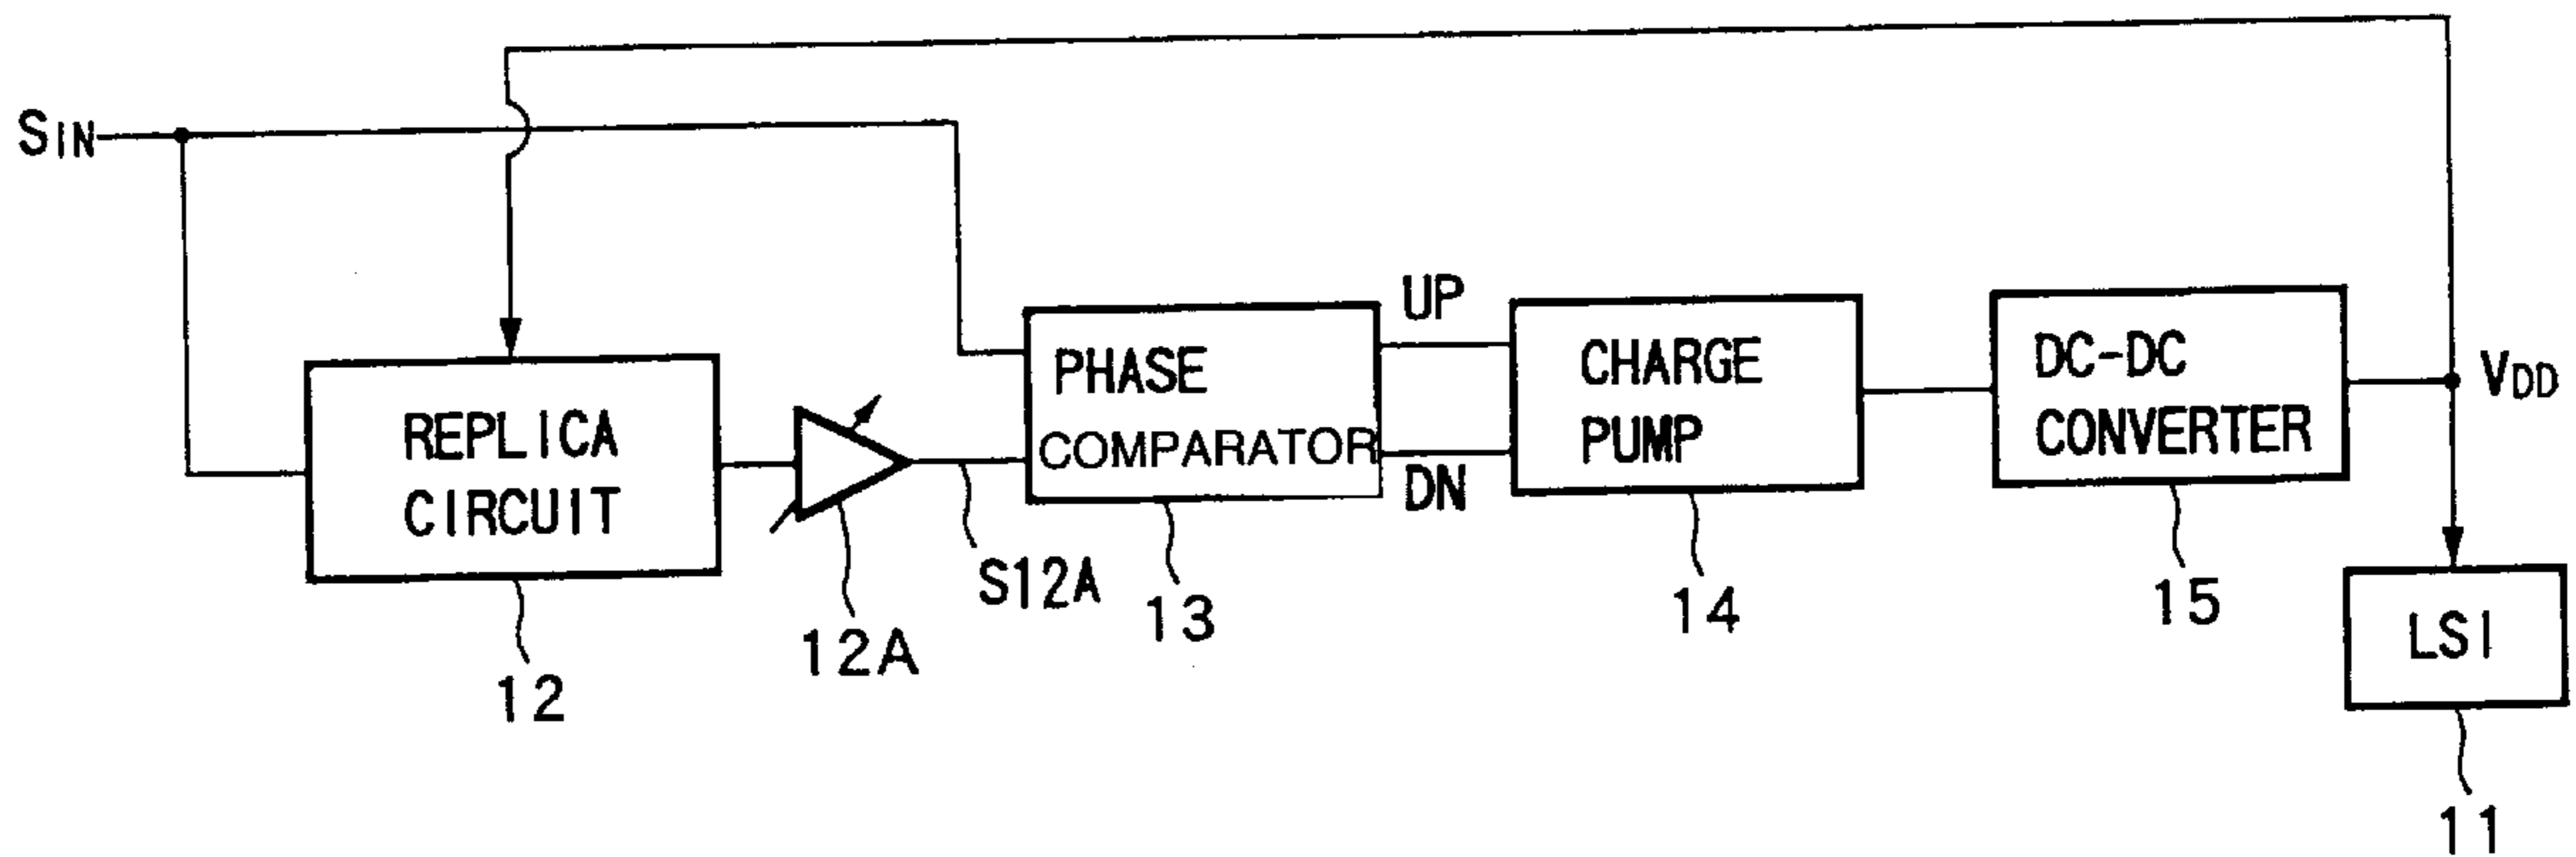 SIN
REPLICA
CIRCUIT
12
12A
S12A
PHASE
COMPARATOR
13
UP
DN
CHARGE
PUMP
14
DC-DC
CONVERTER
15
VDD
LSI
11